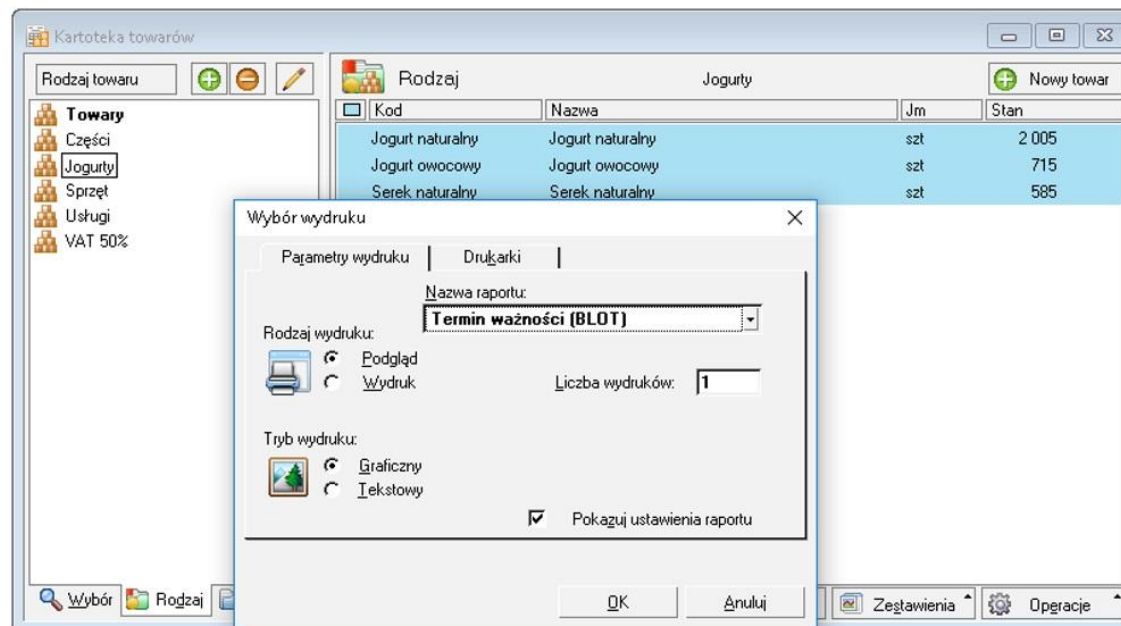 Kartoteka towarów
Rodzaj towaru
Towary
Części
Jogurty
Sprzęt
Usługi
VAT 50%
Rodzaj Jogurty Nowy towar
Kod Nazwa Jm Stan
Jogurt naturalny Jogurt naturalny szt 2 005
Jogurt owocowy Jogurt owocowy szt 715
Serek naturalny Serek naturalny szt 585
Wybór wydruku
Parametry wydruku Drukarki
Nazwa raportu:
Termin ważności (BLOT)
Rodzaj wydruku:
Podgląd
Wydruk
Liczba wydruków: 1
Tryb wydruku:
Graficzny
Tekstowy
Pokazuj ustawienia raportu
OK Anuluj
Wybór Rodzaj Zestawienia Operacje